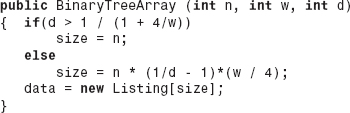 public BinaryTreeArray (int n, int w, int d)
{ if(d > 1 / (1 + 4/w))
size = n;
else
size = n * (1/d - 1)*(w / 4);
data = new Listing[size];
}